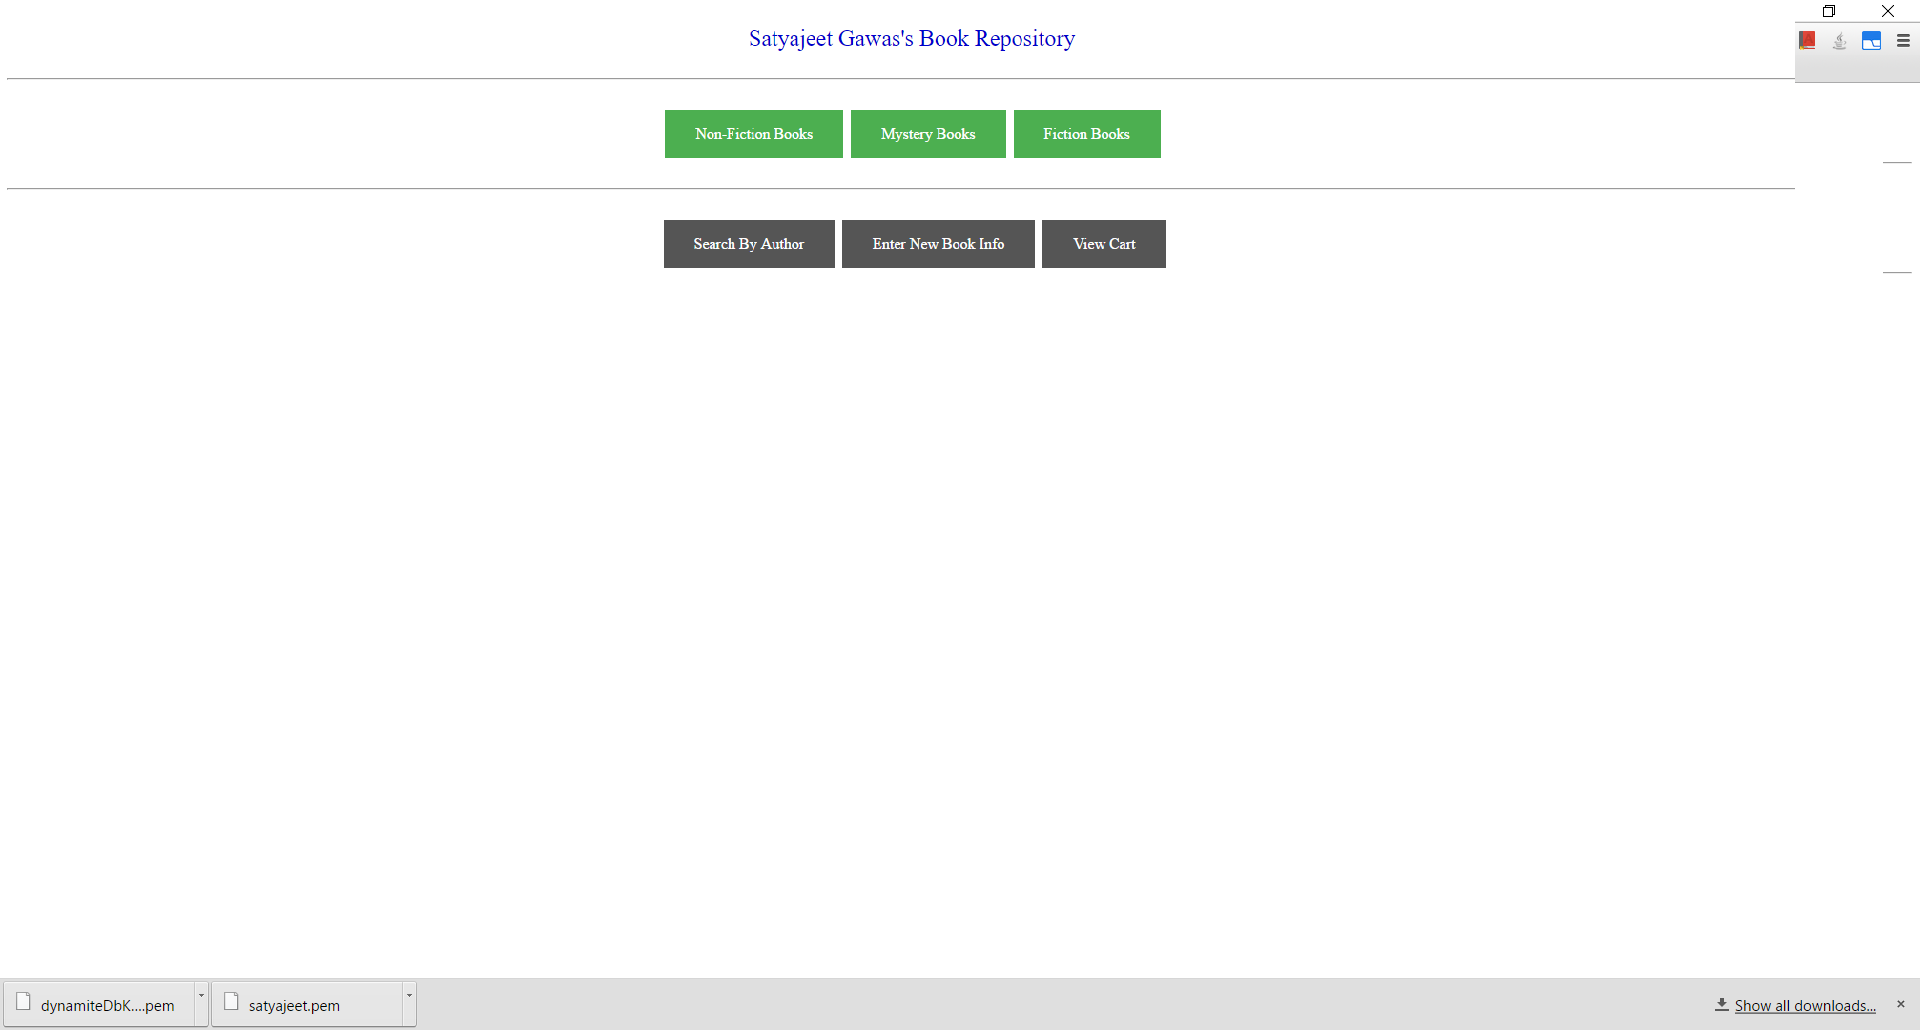 Satyajeet Gawas's Book Repository
Non-Fiction Books Mystery Books Fiction Books
Search By Author Enter New Book Info View Cart
dynamiteDbK....pem satyajeet.pem Show all downloads...